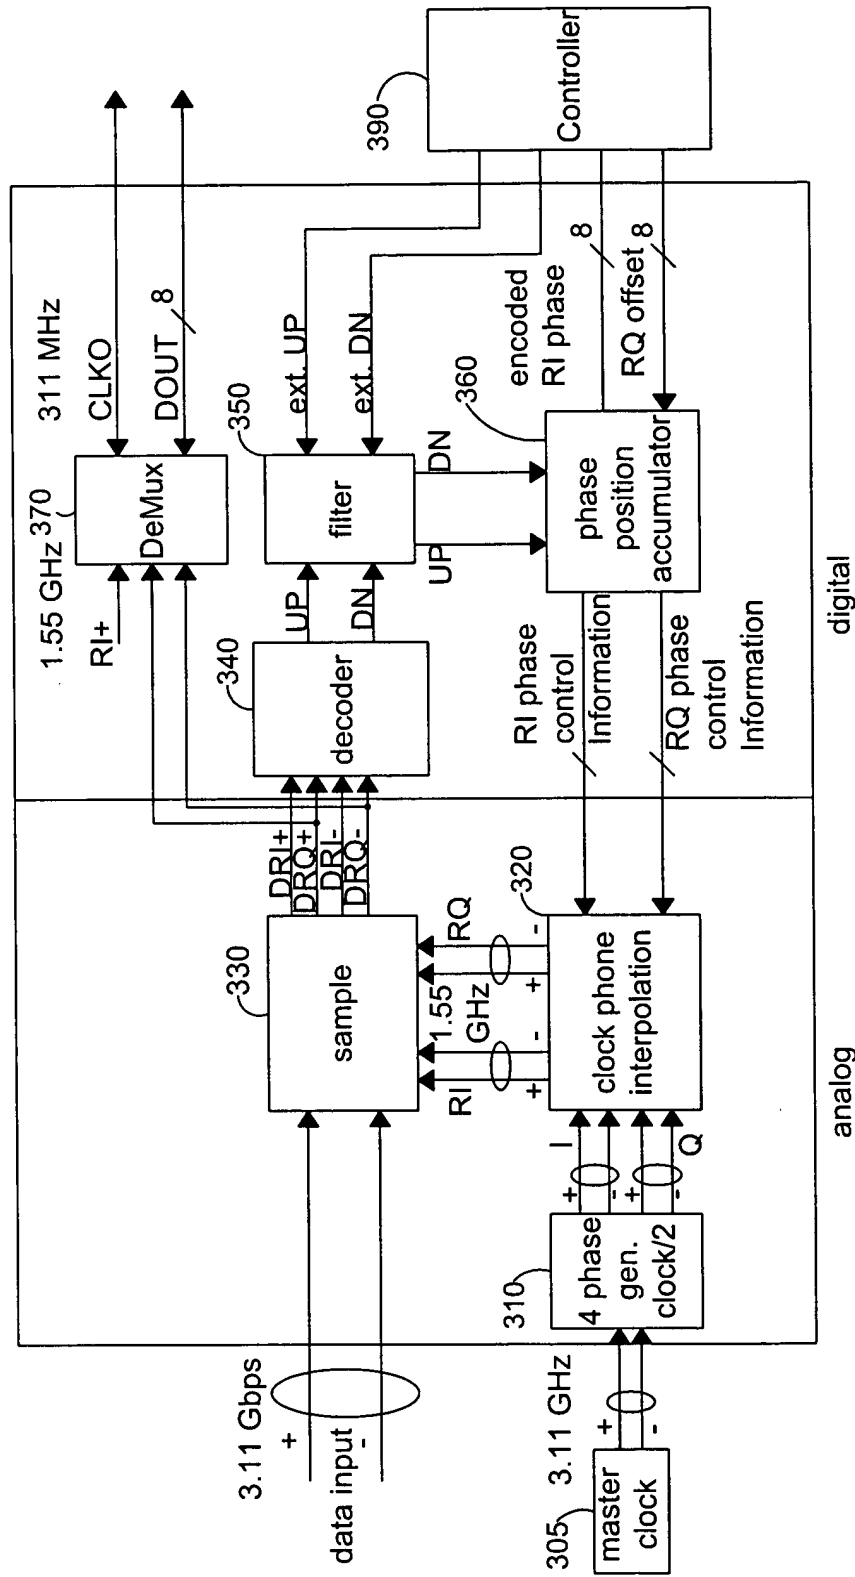 311 MHz
CLKO
DOUT
8
1.55 GHz
370
RI+
DeMux
390
Controller
350
ext. UP
ext. DN
filter
UP
DN
340
decoder
UP
DN
encoded
RI phase
8
RQ offset
8
360
phase
position
accumulator
RI phase
control
Information
RQ phase
control
Information
digital
DRI+
DRQ+
DRI-
DRQ-
330
sample
3.11 Gbps
+
data input
-
RI
1.55
GHz
RQ
+
-
+
-
320
clock phone
interpolation
I
+
-
+
-
Q
310
4 phase
gen.
clock/2
3.11 GHz
+
-
305
master
clock
analog